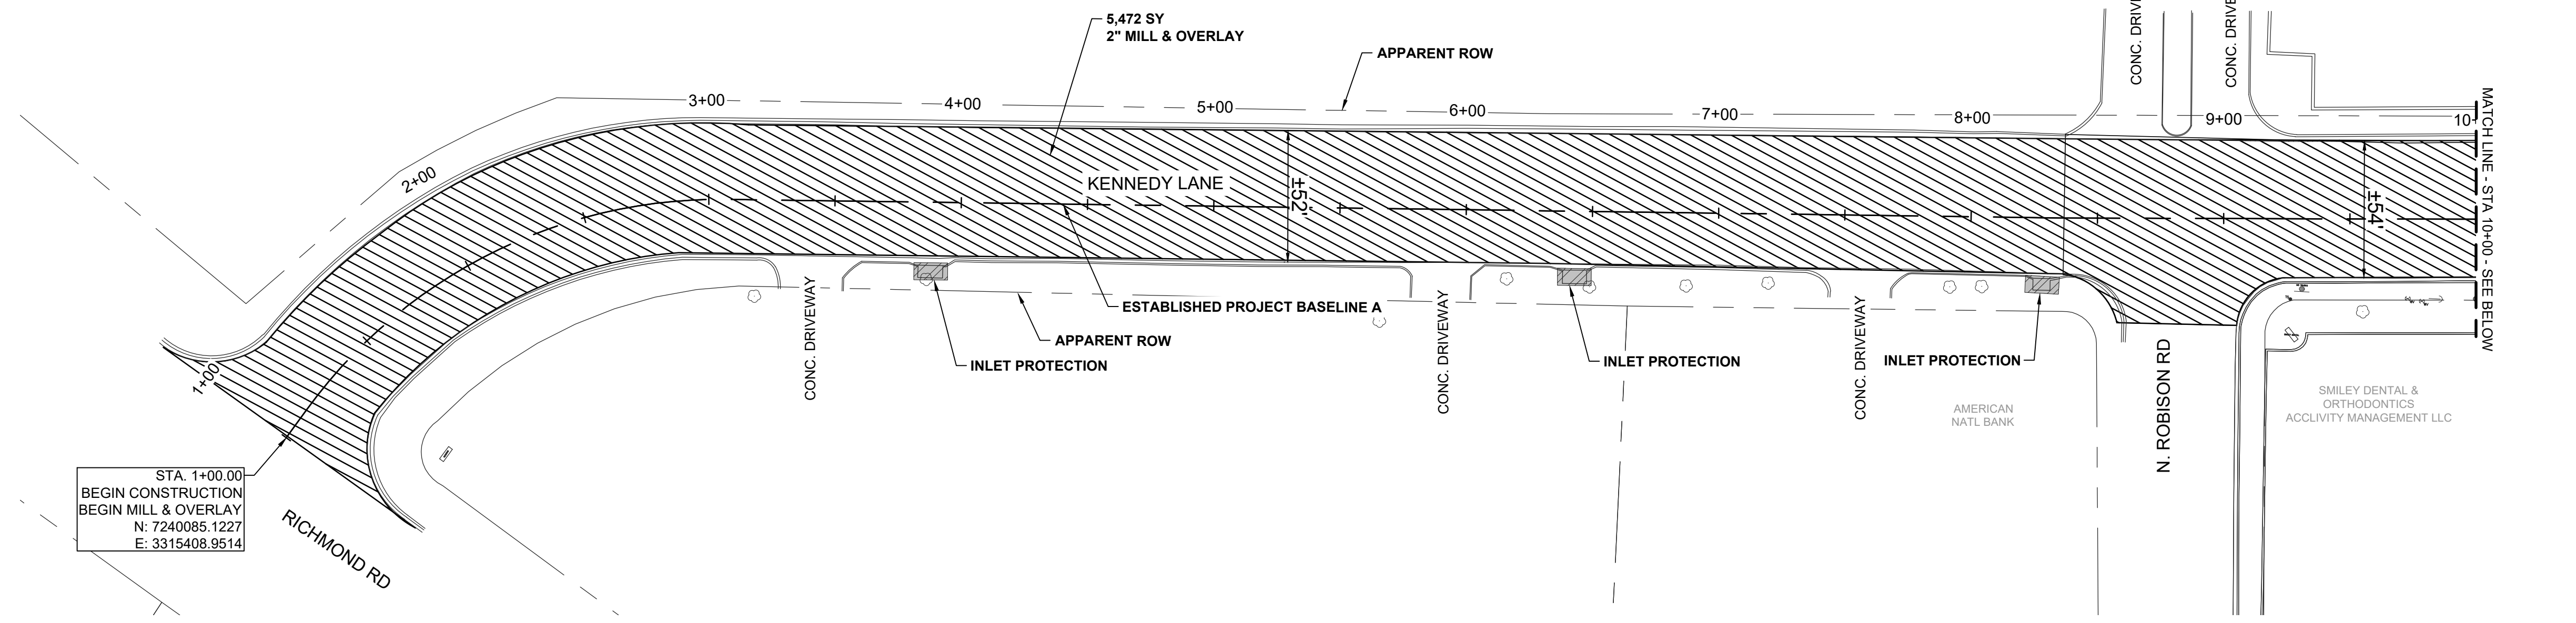 5,472 SY
2" MILL & OVERLAY
APPARENT ROW
CONC. DRIVE
CONC. DRIVE
1+00
2+00
3+00
4+00
5+00
6+00
7+00
8+00
9+00
10+
KENNEDY LANE
±52'
±54'
MATCH LINE - STA 10+00 - SEE BELOW
ESTABLISHED PROJECT BASELINE A
APPARENT ROW
INLET PROTECTION
INLET PROTECTION
INLET PROTECTION
CONC. DRIVEWAY
CONC. DRIVEWAY
CONC. DRIVEWAY
N. ROBISON RD
AMERICAN
NATL BANK
SMILEY DENTAL &
ORTHODONTICS
ACCLIVITY MANAGEMENT LLC
STA. 1+00.00
BEGIN CONSTRUCTION
BEGIN MILL & OVERLAY
N: 7240085.1227
E: 3315408.9514
RICHMOND RD